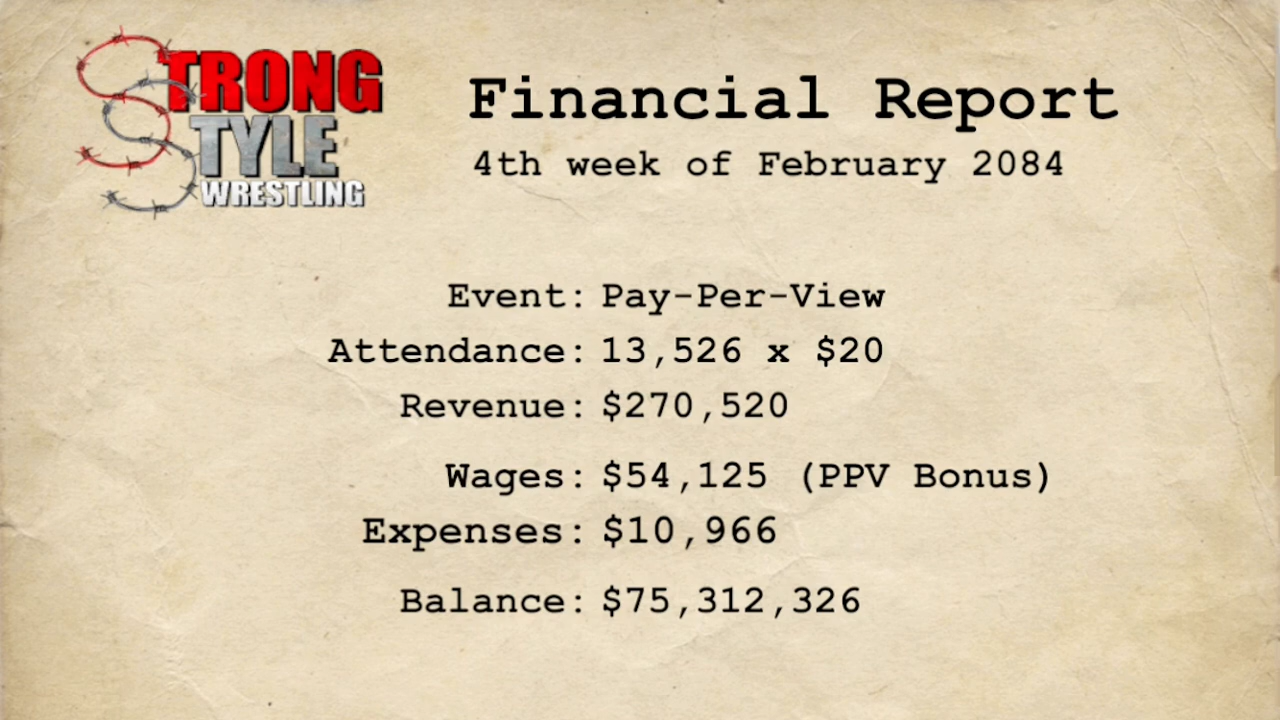 STRONG
STYLE
WRESTLING
Financial Report
4th week of February 2084
Event: Pay-Per-View
Attendance: 13,526 x $20
Revenue: $270,520
Wages: $54,125 (PPV Bonus)
Expenses: $10,966
Balance: $75,312,326